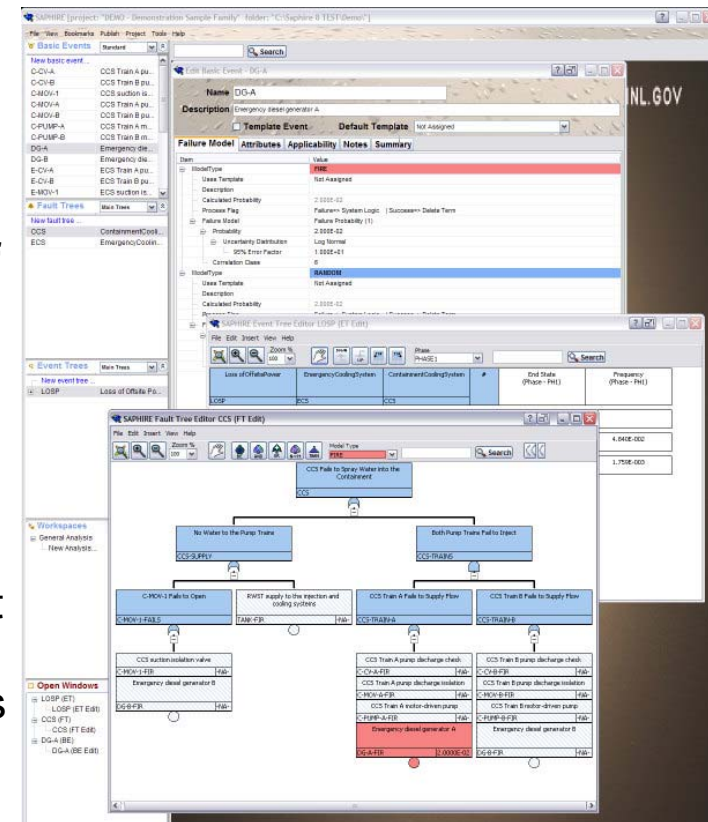 SAPHIRE [project: "DEMO - Demonstration Sample Family" folder: "C:\Saphire 8 TEST\Demo\"]
File View Bookmarks Publish Project Tools Help
Basic Events Standard
Search
New basic event...
C-CV-A CCS Train A pu...
C-CV-B CCS Train B pu...
C-MOV-1 CCS suction is...
C-MOV-A CCS Train A pu...
C-MOV-B CCS Train B pu...
C-PUMP-A CCS Train A m...
C-PUMP-B CCS Train B m...
DG-A Emergency die...
DG-B Emergency die...
E-CV-A ECS Train A pu...
E-CV-B ECS Train B pu...
E-MOV-1 ECS suction is...
Fault Trees Main Trees
New fault tree ...
CCS ContainmentCooli...
ECS EmergencyCoolin...
Event Trees Main Trees
New event tree ...
LOSP Loss of Offsite Po...
Workspaces
General Analysis
New Analysis...
Open Windows
LOSP (ET)
LOSP (ET Edit)
CCS (FT)
CCS (FT Edit)
DG-A (BE)
DG-A (BE Edit)
INL.GOV
Edit Basic Event - DG-A
Name DG-A
Description Emergency diesel generator A
Template Event Default Template Not Assigned
Failure Model Attributes Applicability Notes Summary
Item Value
ModelType FIRE
Uses Template Not Assigned
Description
Calculated Probability 2.000E-02
Process Flag Failure=> System Logic | Success=> Delete Term
Failure Model Failure Probability (1)
Probability 2.000E-02
Uncertainty Distribution Log Normal
95% Error Factor 1.000E+01
Correlation Class 6
ModelType RANDOM
Uses Template Not Assigned
Description
Calculated Probability 2.000E-02
SAPHIRE Event Tree Editor LOSP (ET Edit)
File Edit Insert View Help
Zoom %
100
Phase
PHASE1
Search
Loss of OffsitePower EmergencyCoolingSystem ContainmentCoolingSystem # End State (Phase - PH1) Frequency (Phase - PH1)
LOSP ECS CCS
4.840E-002
1.759E-003
SAPHIRE Fault Tree Editor CCS (FT Edit)
File Edit Insert View Help
Zoom %
100
Model Type
FIRE
Search
CCS Fails to Spray Water into the Containment
CCS
No Water to the Pump Trains
CCS-SUPPLY
Both Pump Trains Fail to Inject
CCS-TRAINS
C-MOV-1 Fails to Open
C-MOV-1-FAILS
RWST supply to the injection and cooling systems
TANK-FIR -NA-
CCS Train A Fails to Supply Flow
CCS-TRAIN-A
CCS Train B Fails to Supply Flow
CCS-TRAIN-B
CCS suction isolation valve
C-MOV-1-FIR -NA-
Emergency diesel generator B
DG-B-FIR -NA-
CCS Train A pump discharge check
C-CV-A-FIR -NA-
CCS Train A pump discharge isolation
C-MOV-A-FIR -NA-
CCS Train A motor-driven pump
C-PUMP-A-FIR -NA-
Emergency diesel generator A
DG-A-FIR 2.0000E-02
CCS Train B pump discharge check
C-CV-B-FIR -NA-
CCS Train B pump discharge isolation
C-MOV-B-FIR -NA-
CCS Train B motor-driven pump
C-PUMP-B-FIR -NA-
Emergency diesel generator B
DG-B-FIR -NA-